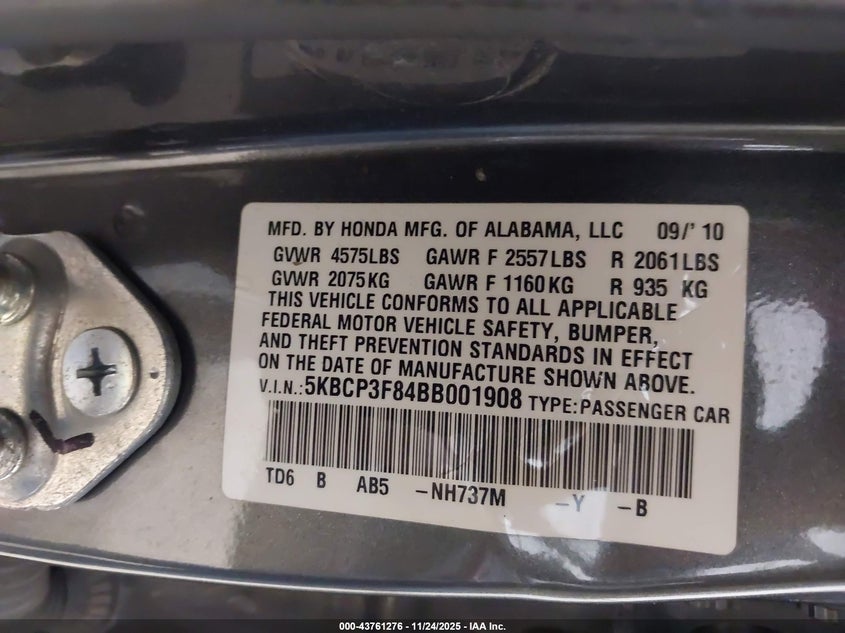 MFD. BY HONDA MFG. OF ALABAMA, LLC 09/' 10
GVWR 4575LBS GAWR F 2557LBS R 2061LBS
GVWR 2075KG GAWR F 1160KG R 935 KG
THIS VEHICLE CONFORMS TO ALL APPLICABLE
FEDERAL MOTOR VEHICLE SAFETY, BUMPER,
AND THEFT PREVENTION STANDARDS IN EFFECT
ON THE DATE OF MANUFACTURE SHOWN ABOVE.
V.I.N.:5KBCP3F84BB001908 TYPE:PASSENGER CAR
TD6 B AB5 -NH737M -Y -B
000-43761276 - 11/24/2025 - IAA Inc.